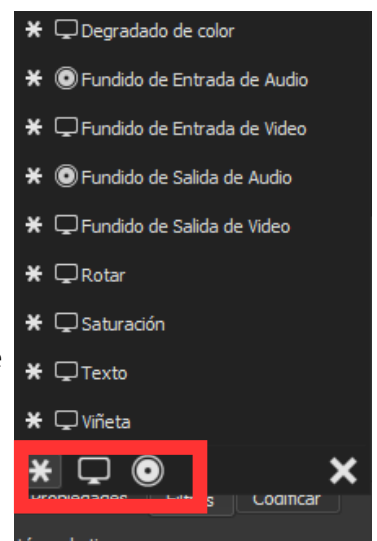 Degradado de color
Fundido de Entrada de Audio
Fundido de Entrada de Video
Fundido de Salida de Audio
Fundido de Salida de Video
Rotar
Saturación
Texto
Viñeta
Codificar